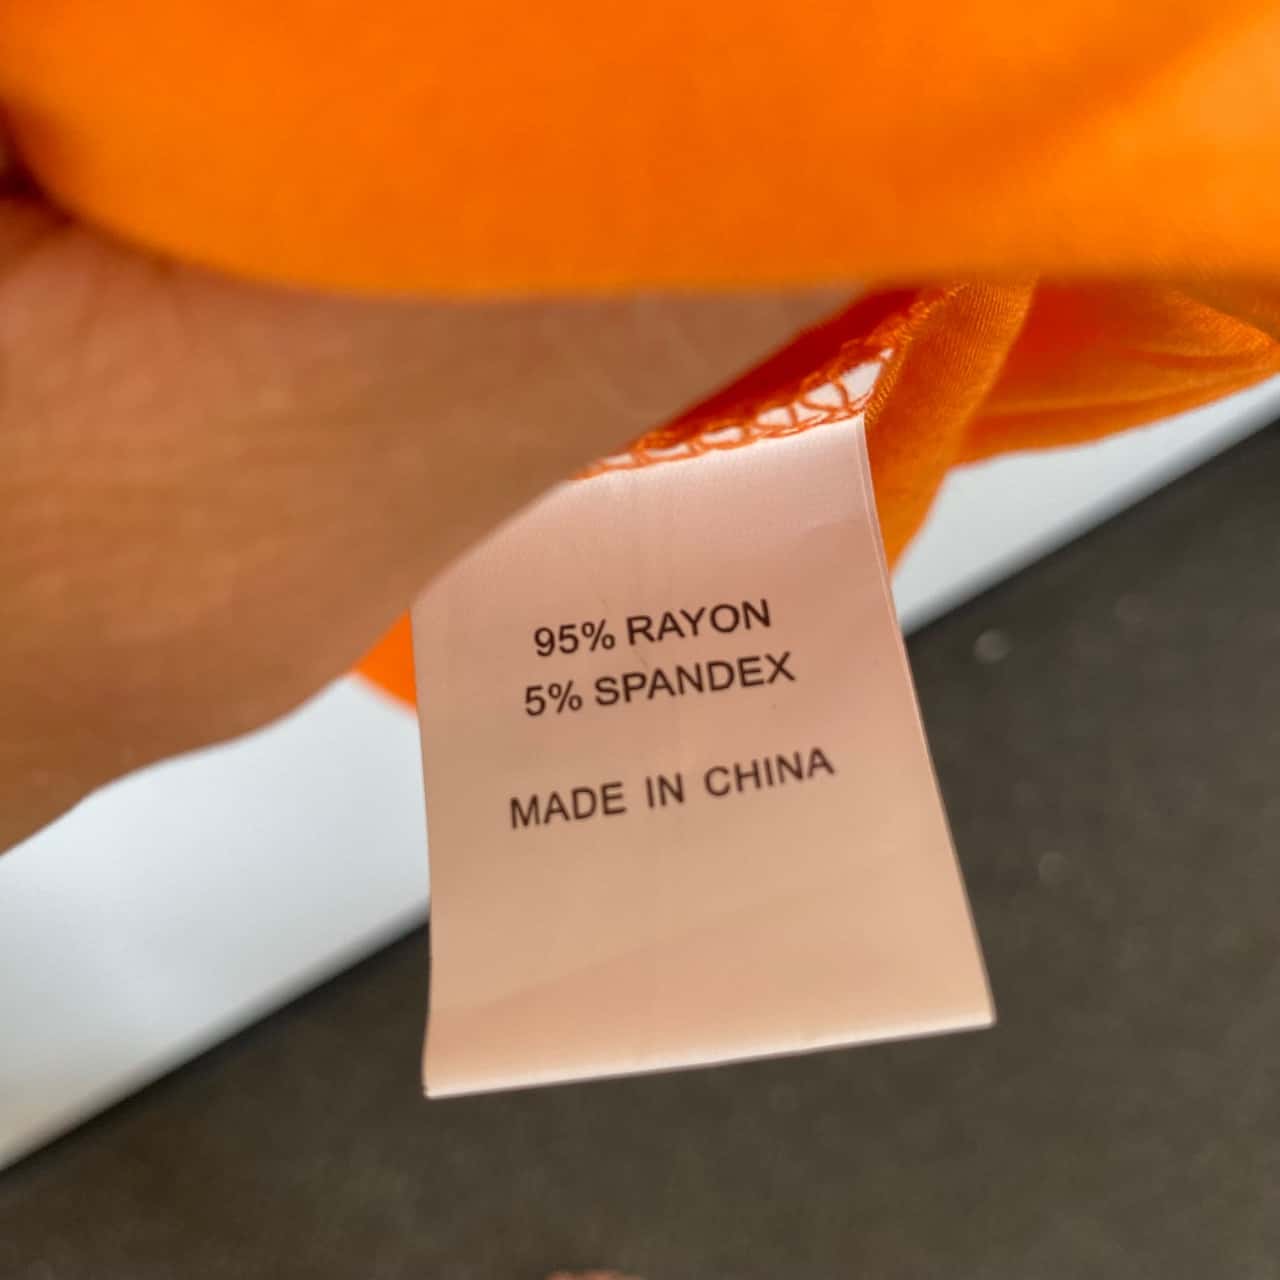 95% RAYON
5% SPANDEX
MADE IN CHINA